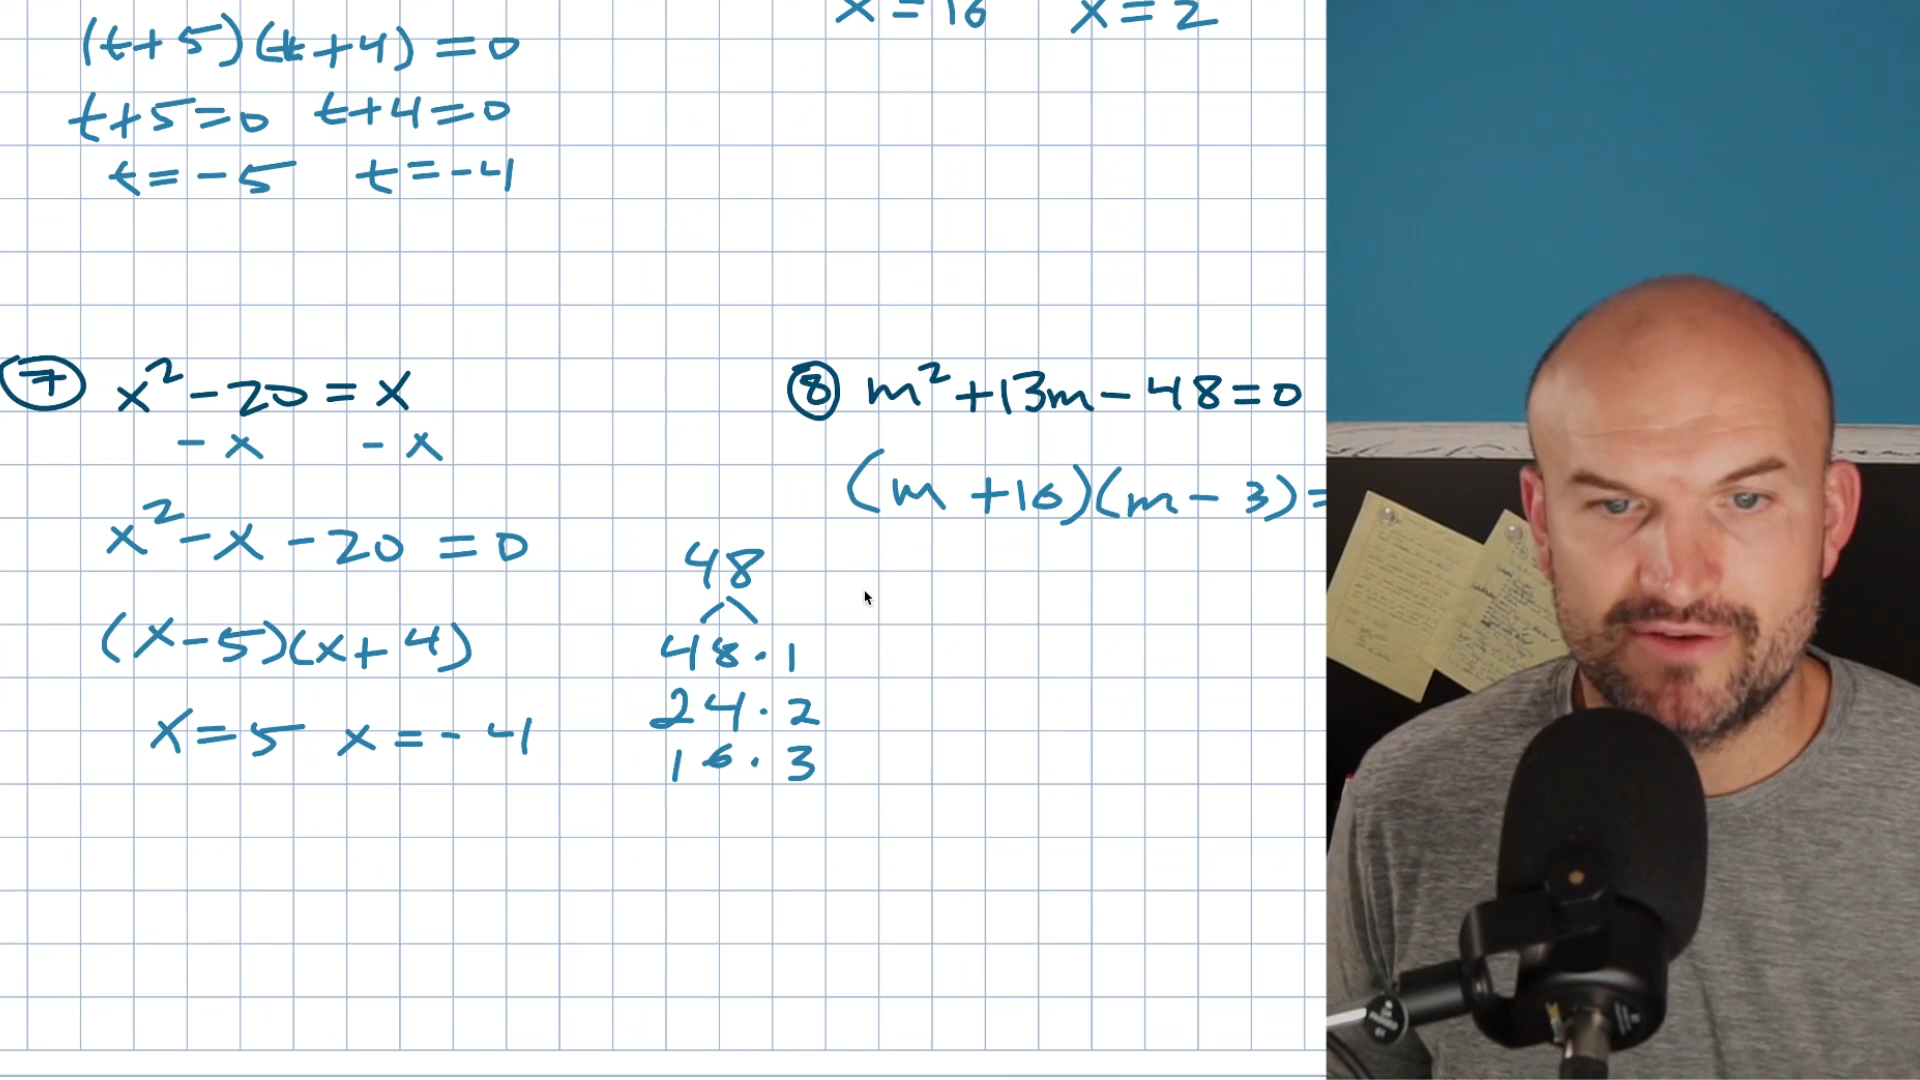 (t+5)(t+4)=0
t+5=0 t+4=0
t=-5 t=-4
x=16 x=2
⑦ x²-20=x
-x -x
x²-x-20=0
(x-5)(x+4)
x=5 x=-4
⑧ m²+13m-48=0
(m+16)(m-3)=
48
48·1
24·2
16·3